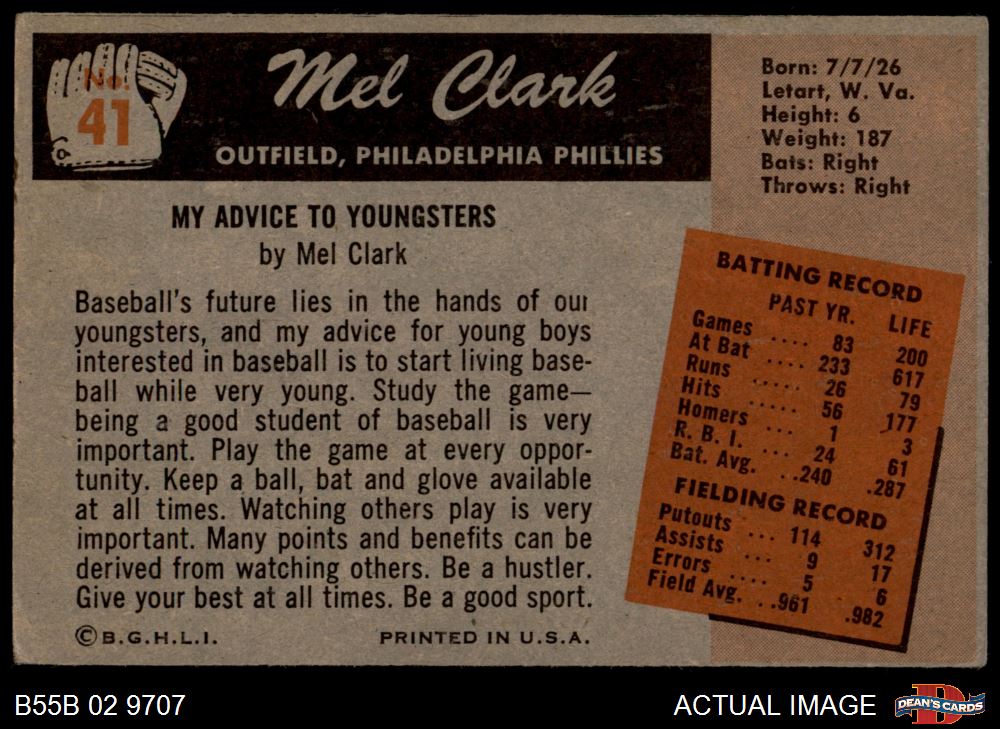 No.
41
Mel Clark
OUTFIELD, PHILADELPHIA PHILLIES
MY ADVICE TO YOUNGSTERS
by Mel Clark
Baseball's future lies in the hands of our
youngsters, and my advice for young boys
interested in baseball is to start living base-
ball while very young. Study the game—
being a good student of baseball is very
important. Play the game at every oppor-
tunity. Keep a ball, bat and glove available
at all times. Watching others play is very
important. Many points and benefits can be
derived from watching others. Be a hustler.
Give your best at all times. Be a good sport.
©B.G.H.L.I. PRINTED IN U.S.A.
Born: 7/7/26
Letart, W. Va.
Height: 6
Weight: 187
Bats: Right
Throws: Right
BATTING RECORD
PAST YR. LIFE
Games .... 83 200
At Bat .... 233 617
Runs ..... 26 79
Hits ..... 56 177
Homers ... 1 3
R. B. I. ... 24 61
Bat. Avg. ..240 .287
FIELDING RECORD
Putouts ... 114 312
Assists ... 9 17
Errors .... 5 6
Field Avg. ..961 .982
B55B 02 9707 ACTUAL IMAGE
D
DEAN'S CARDS